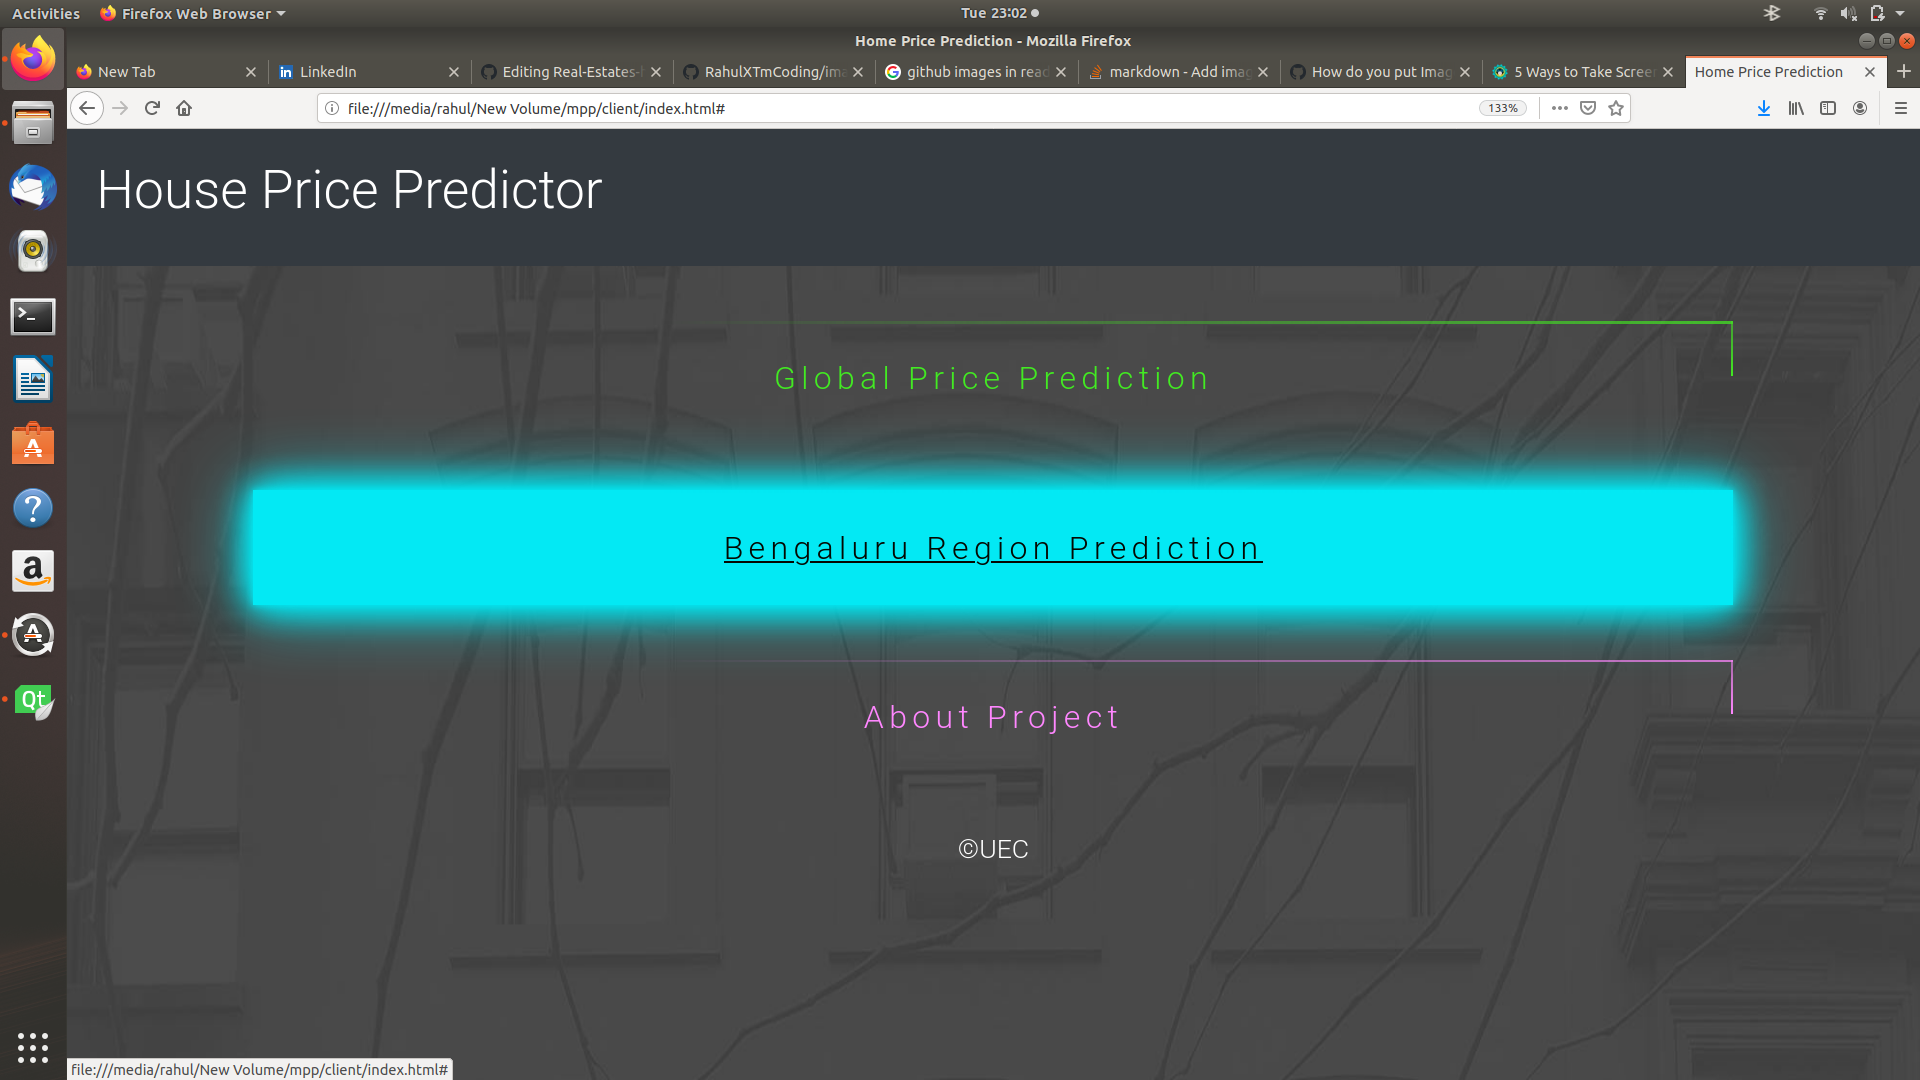 Activities
Firefox Web Browser
Tue 23:02
Home Price Prediction - Mozilla Firefox
New Tab
LinkedIn
Editing Real-Estates-
RahulXTmCoding/ima
github images in read
markdown - Add imag
How do you put Imag
5 Ways to Take Scree
Home Price Prediction
file:///media/rahul/New Volume/mpp/client/index.html#
133%
House Price Predictor
Global Price Prediction
Bengaluru Region Prediction
About Project
©UEC
file:///media/rahul/New Volume/mpp/client/index.html#